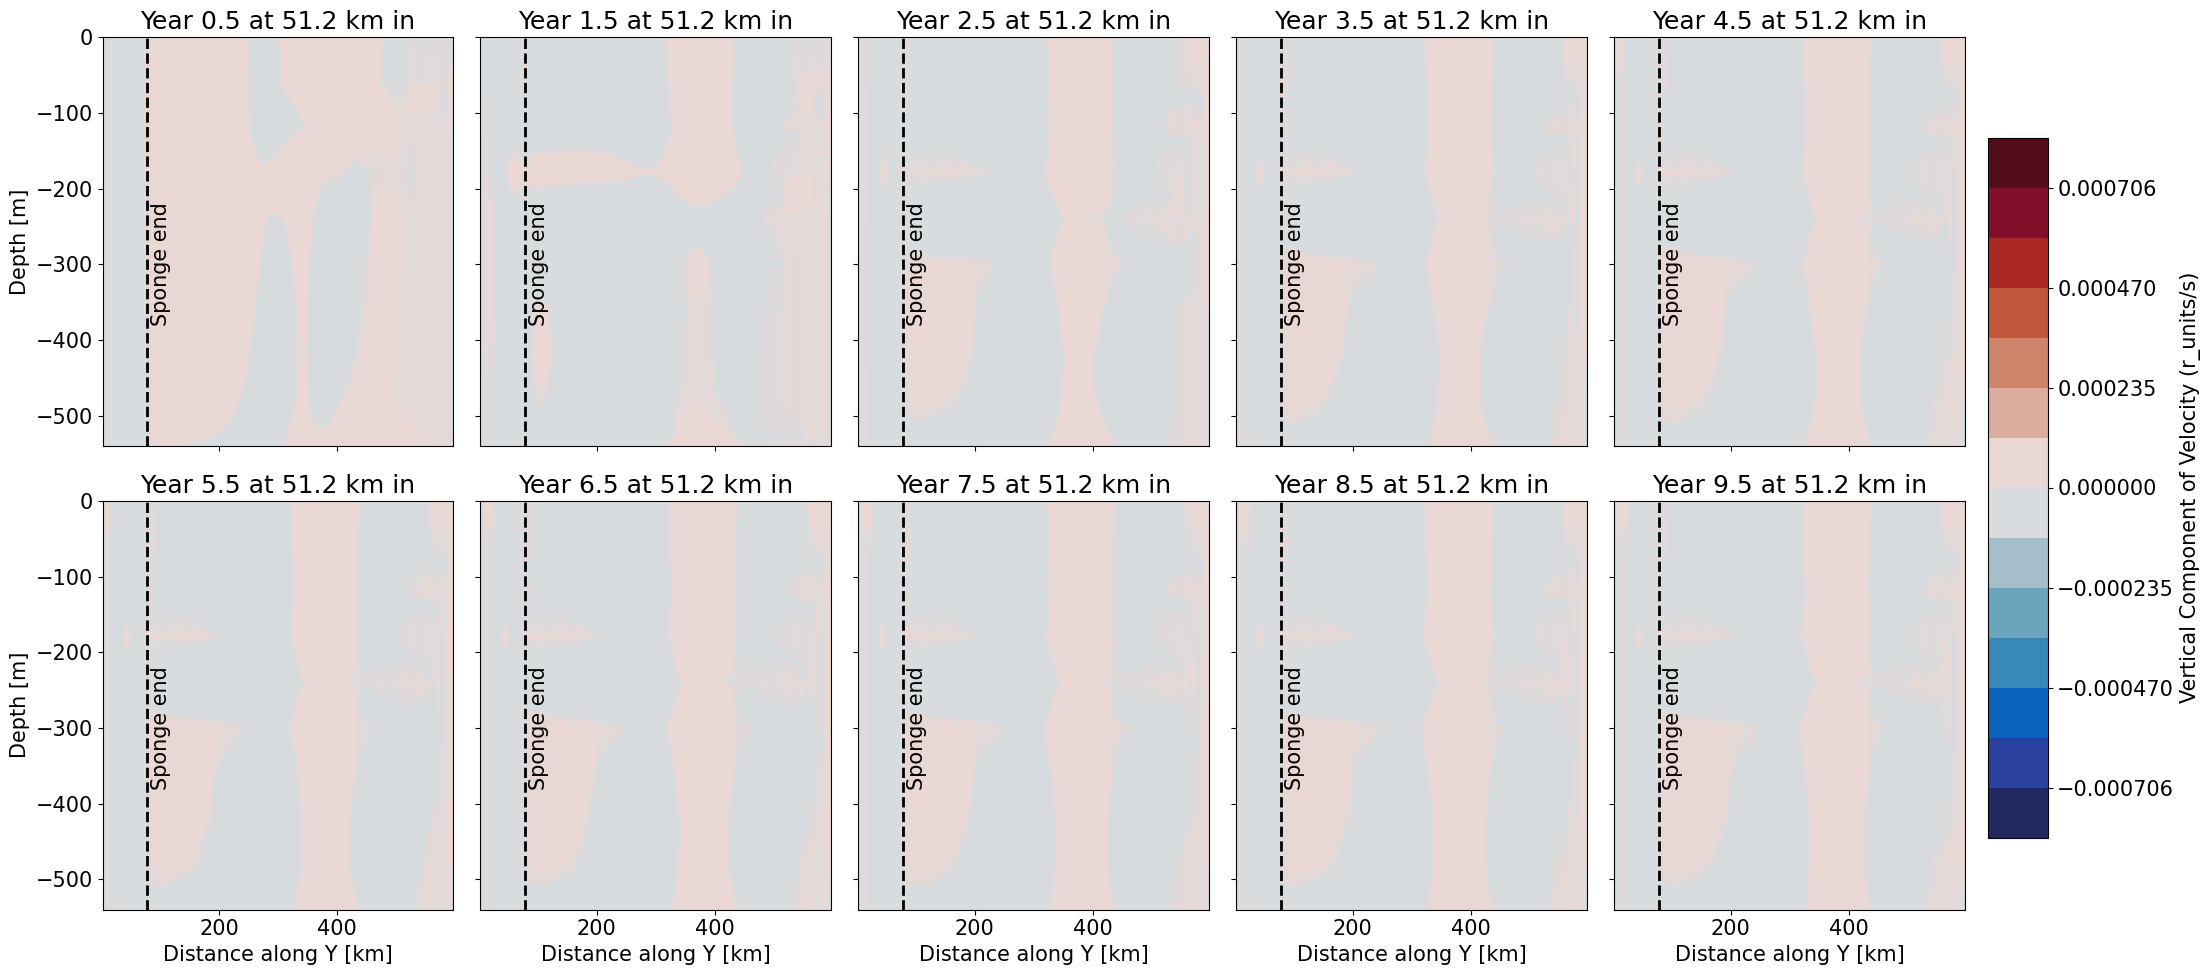 Year 0.5 at 51.2 km in
Year 1.5 at 51.2 km in
Year 2.5 at 51.2 km in
Year 3.5 at 51.2 km in
Year 4.5 at 51.2 km in
0
−100
−200
−300
−400
−500
Depth [m]
Sponge end
Sponge end
Sponge end
Sponge end
Sponge end
Year 5.5 at 51.2 km in
Year 6.5 at 51.2 km in
Year 7.5 at 51.2 km in
Year 8.5 at 51.2 km in
Year 9.5 at 51.2 km in
0
−100
−200
−300
−400
−500
Depth [m]
Sponge end
Sponge end
Sponge end
Sponge end
Sponge end
200 400
200 400
200 400
200 400
200 400
Distance along Y [km]
Distance along Y [km]
Distance along Y [km]
Distance along Y [km]
Distance along Y [km]
0.000706
0.000470
0.000235
0.000000
−0.000235
−0.000470
−0.000706
Vertical Component of Velocity (r_units/s)